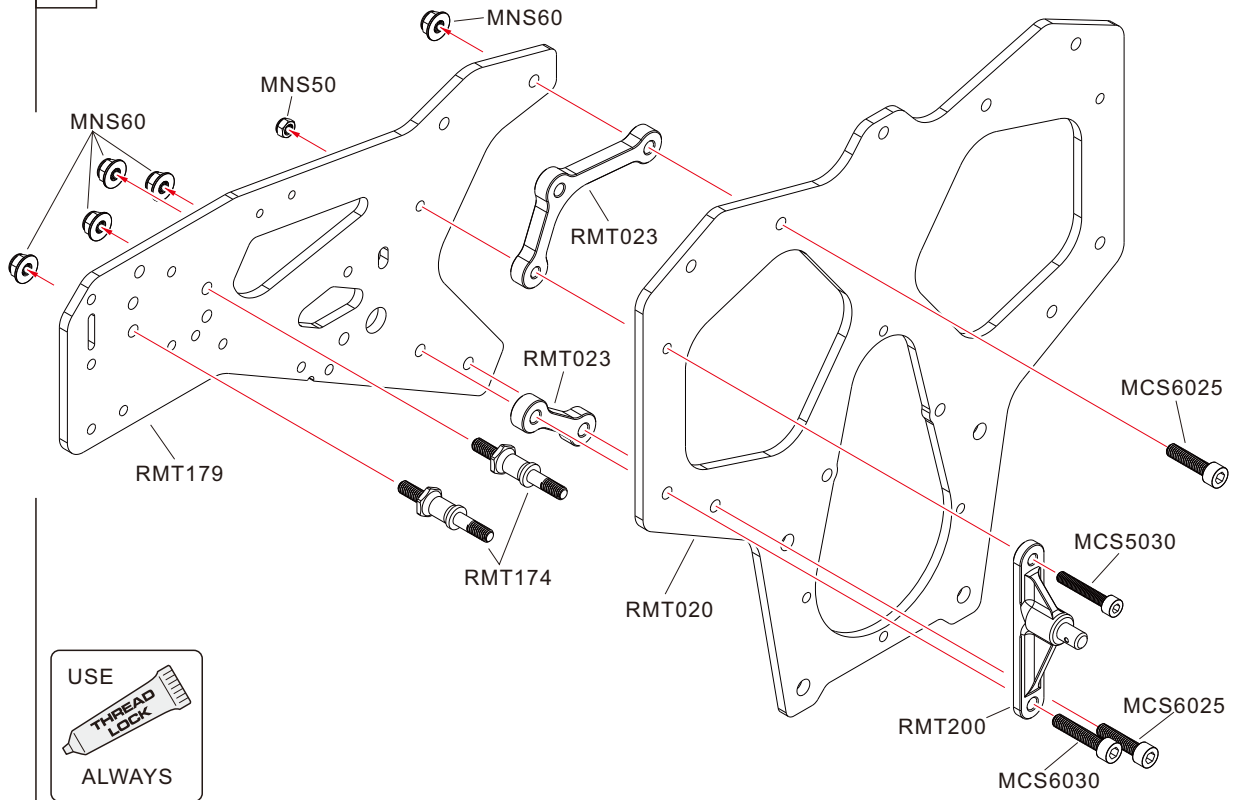 MNS60
MNS50
MNS60
RMT023
RMT023
MCS6025
RMT179
RMT174
RMT020
MCS5030
RMT200
MCS6025
MCS6030
USE
THREAD
LOCK
ALWAYS